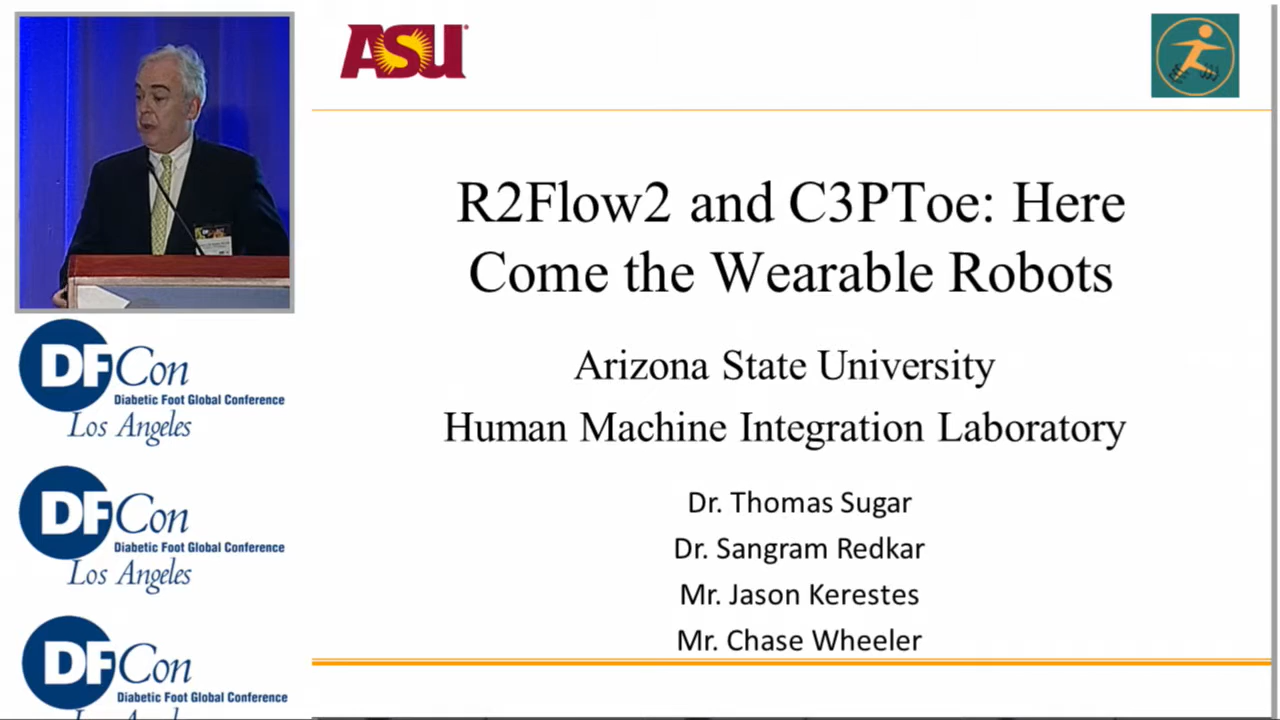 ASU
R2Flow2 and C3PToe: Here
Come the Wearable Robots
Arizona State University
Human Machine Integration Laboratory
Dr. Thomas Sugar
Dr. Sangram Redkar
Mr. Jason Kerestes
Mr. Chase Wheeler
DFCon
Diabetic Foot Global Conference
Los Angeles
DFCon
Diabetic Foot Global Conference
Los Angeles
DFCon
Diabetic Foot Global Conference